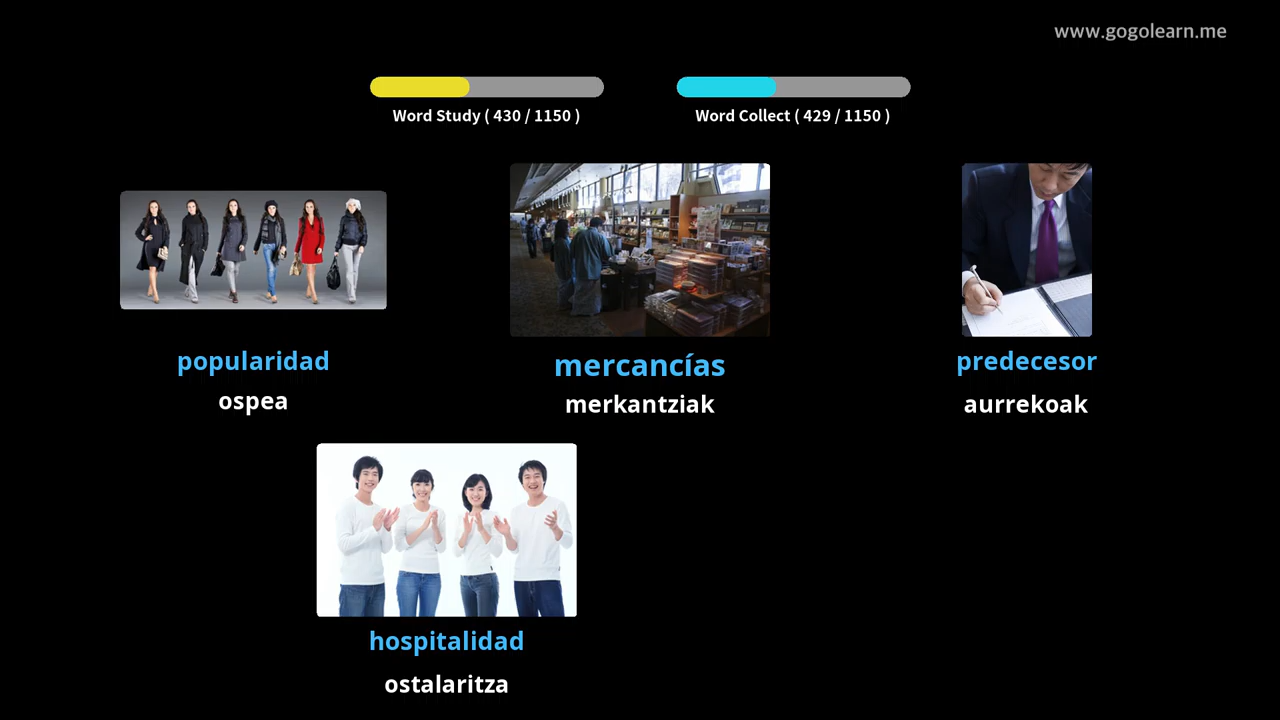 www.gogolearn.me
Word Study ( 430 / 1150 )
Word Collect ( 429 / 1150 )
popularidad
ospea
mercancías
merkantziak
predecesor
aurrekoak
hospitalidad
ostalaritza